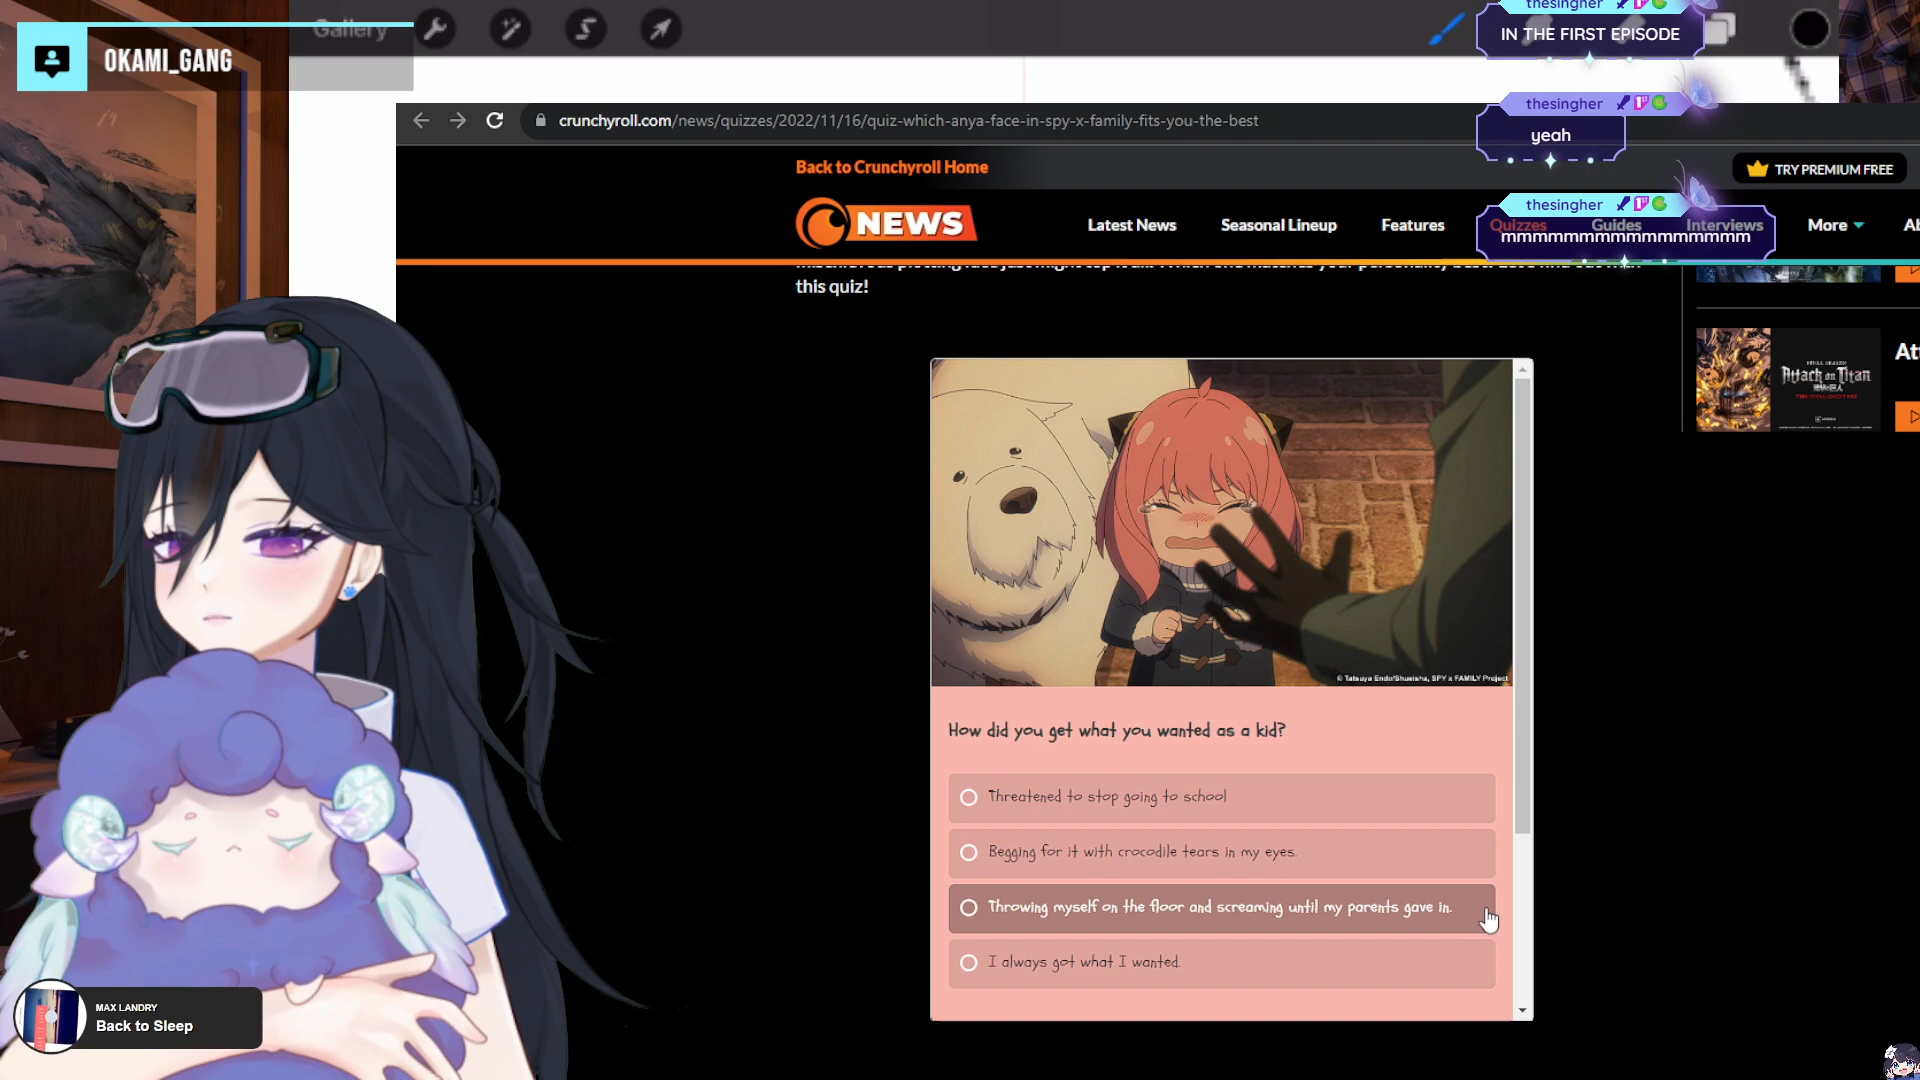 Gallery
OKAMI_GANG
thesingher
IN THE FIRST EPISODE
thesingher
yeah
thesingher
mmmmmmmmmmmmmmmm
crunchyroll.com/news/quizzes/2022/11/16/quiz-which-anya-face-in-spy-x-family-fits-you-the-best
Back to Crunchyroll Home
TRY PREMIUM FREE
NEWS
Latest News
Seasonal Lineup
Features
Quizzes
Guides
Interviews
More
this quiz!
FINAL SEASON
Attack on Titan
© Tatsuya Endo/Shueisha, SPY x FAMILY Project
How did you get what you wanted as a kid?
Threatened to stop going to school
Begging for it with crocodile tears in my eyes.
Throwing myself on the floor and screaming until my parents gave in.
I always got what I wanted.
MAX LANDRY
Back to Sleep